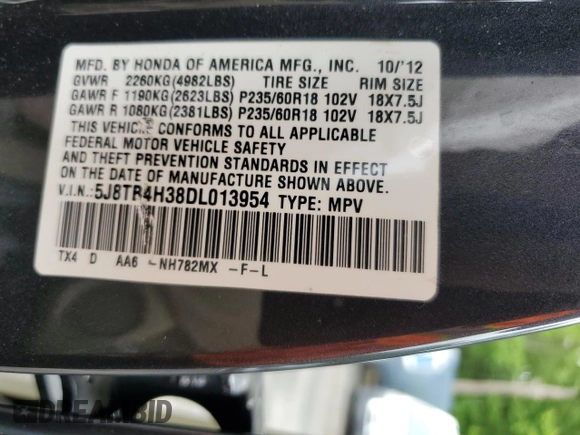 MFD. BY HONDA OF AMERICA MFG., INC. 10/'12
GVWR 2260KG(4982LBS) TIRE SIZE RIM SIZE
GAWR F 1190KG(2623LBS) P235/60R18 102V 18X7.5J
GAWR R 1080KG(2381LBS) P235/60R18 102V 18X7.5J
THIS VEHICLE CONFORMS TO ALL APPLICABLE
FEDERAL MOTOR VEHICLE SAFETY
AND THEFT PREVENTION STANDARDS IN EFFECT
ON THE DATE OF MANUFACTURE SHOWN ABOVE.
V.I.N.: 5J8TB4H38DL013954 TYPE: MPV
TX4 D AA6 -NH782MX -F-L
DREAMBID